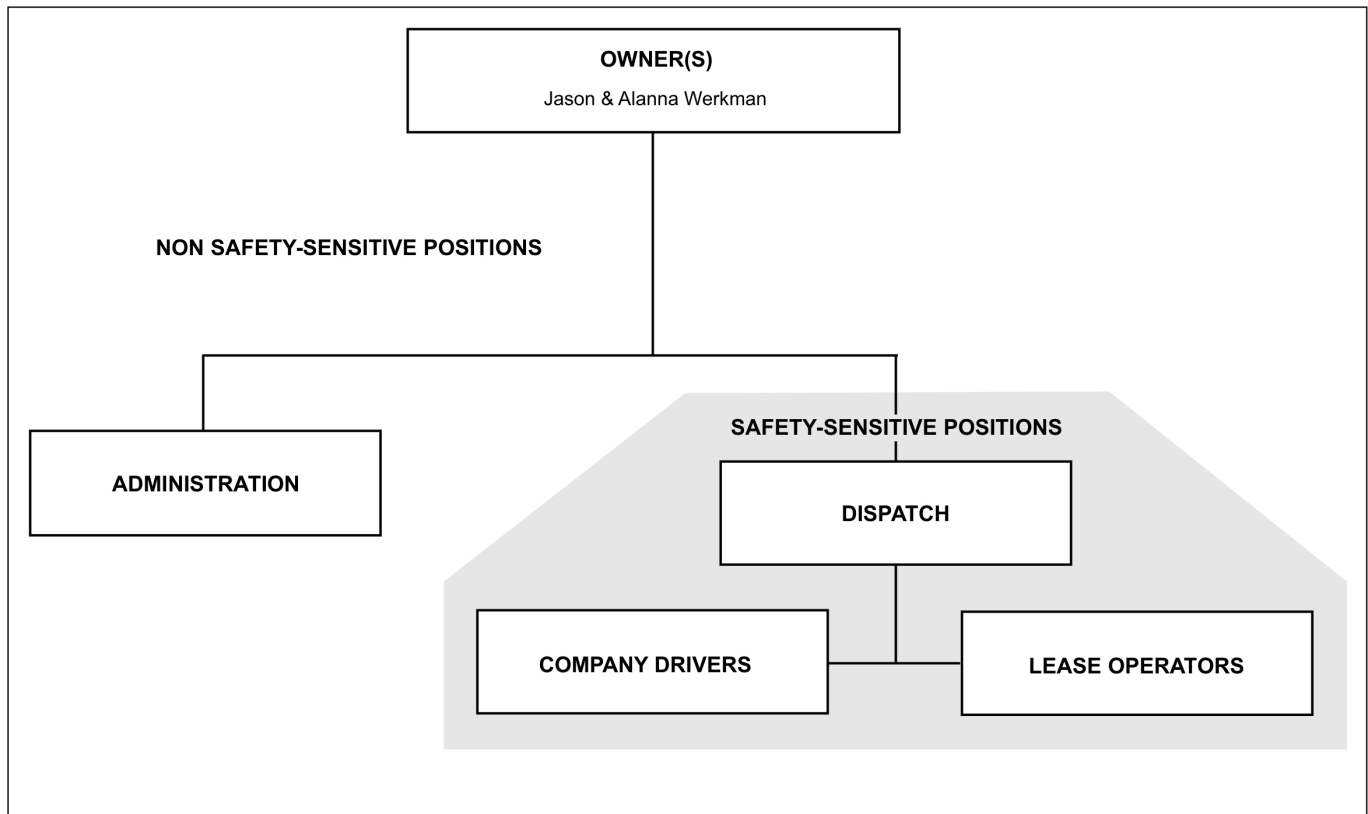 OWNER(S)
Jason & Alanna Werkman
NON SAFETY-SENSITIVE POSITIONS
SAFETY-SENSITIVE POSITIONS
ADMINISTRATION
DISPATCH
COMPANY DRIVERS
LEASE OPERATORS